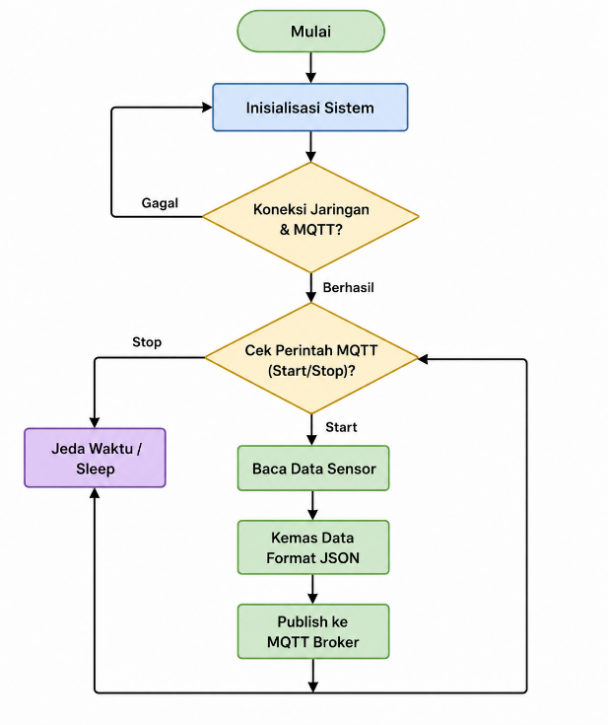 Mulai
Inisialisasi Sistem
Gagal
Koneksi Jaringan
& MQTT?
Berhasil
Stop
Cek Perintah MQTT
(Start/Stop)?
Start
Jeda Waktu /
Sleep
Baca Data Sensor
Kemas Data
Format JSON
Publish ke
MQTT Broker